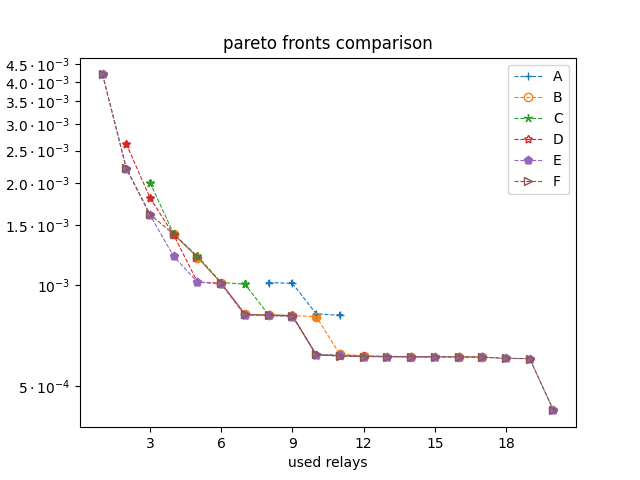 pareto fronts comparison
4.5·10⁻³
4.0·10⁻³
3.5·10⁻³
3.0·10⁻³
2.5·10⁻³
2.0·10⁻³
1.5·10⁻³
10⁻³
5·10⁻⁴
A
B
C
D
E
F
3 6 9 12 15 18
used relays